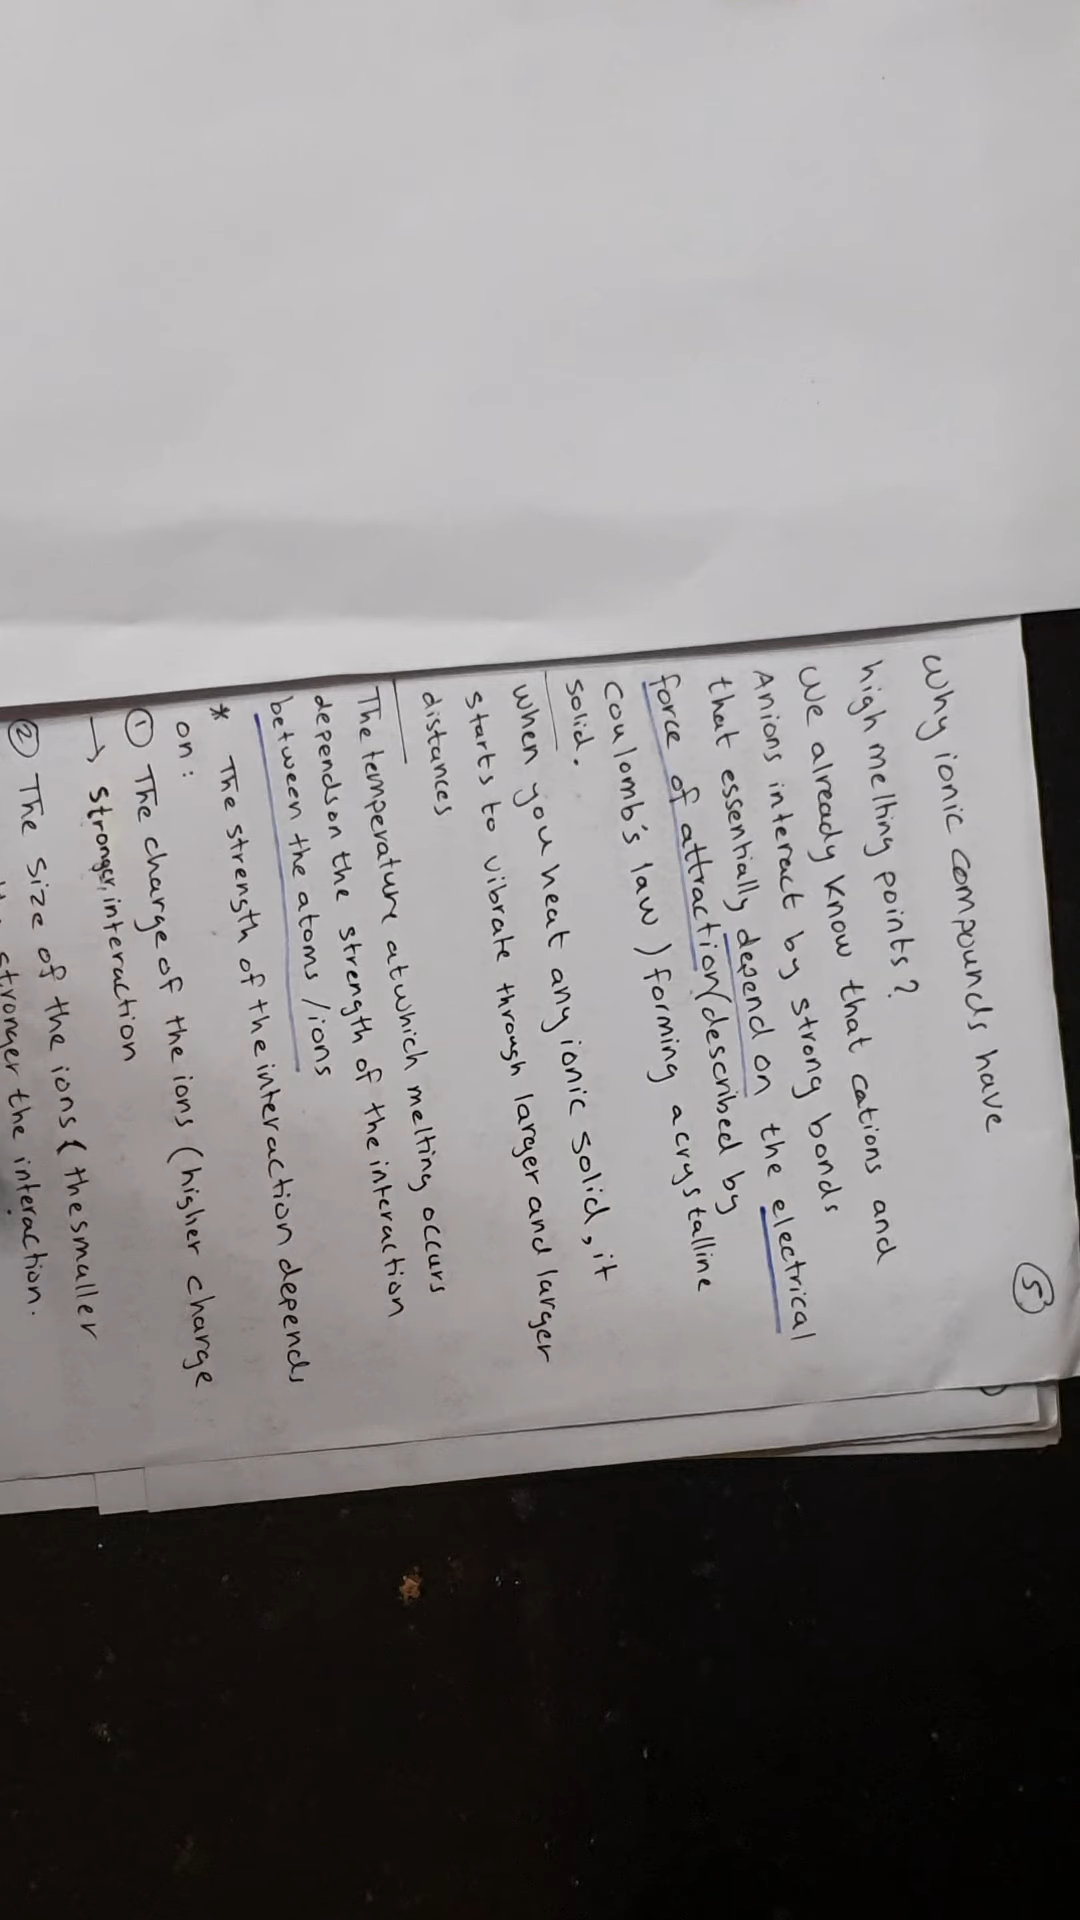 5
Why ionic compounds have
high melting points?
We already know that cations and
Anions interact by strong bonds
that essentially depend on the electrical
force of attraction (described by
Coulomb's law) forming a crystalline
solid.
When you heat any ionic solid, it
starts to vibrate through larger and larger
distances
The temperature at which melting occurs
depends on the strength of the interaction
between the atoms / ions
* The strength of the interaction depends
on:
① The charge of the ions (higher charge
→ stronger interaction
② The size of the ions (the smaller
stronger the interaction.